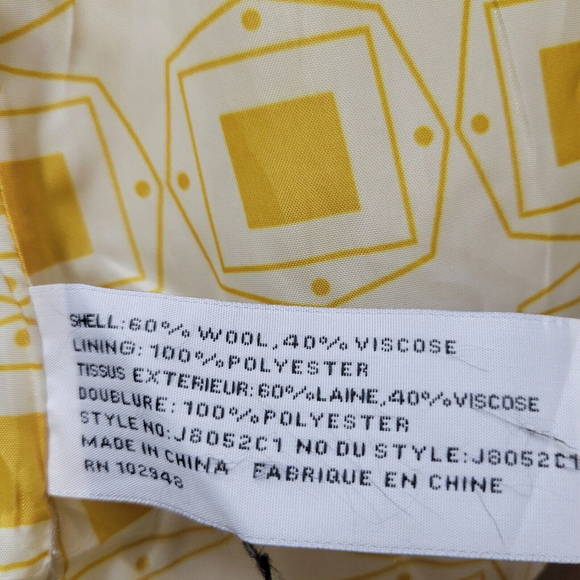 SHELL:60% WOOL,40% VISCOSE
LINING: 100%POLYESTER
TISSUS EXTERIEUR:60%LAINE,40%VISCOSE
DOUBLURE: 100%POLYESTER
STYLE NO:J8052C1 NO DU STYLE:J8052C1
MADE IN CHINA FABRIQUE EN CHINE
RN 102948